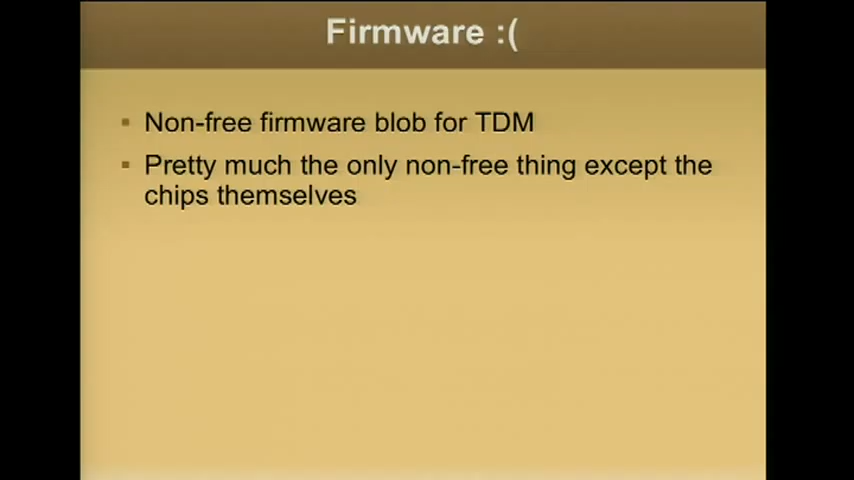 Firmware :(
▪ Non-free firmware blob for TDM
▪ Pretty much the only non-free thing except the
chips themselves